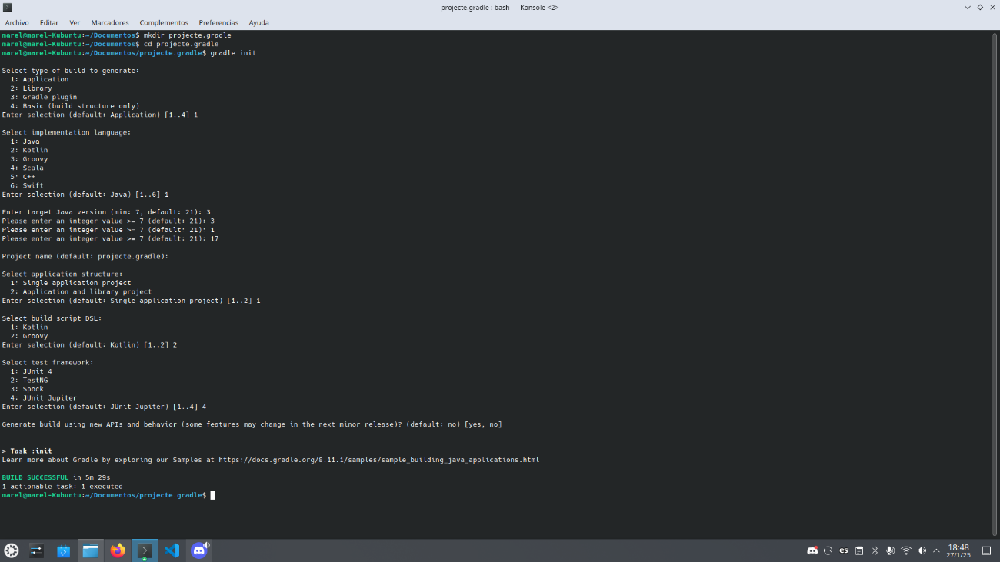 projecte.gradle : bash — Konsole <2>
Archivo Editar Ver Marcadores Complementos Preferencias Ayuda
marel@marel-Kubuntu:~/Documentos$ mkdir projecte.gradle
marel@marel-Kubuntu:~/Documentos$ cd projecte.gradle
marel@marel-Kubuntu:~/Documentos/projecte.gradle$ gradle init
Select type of build to generate:
1: Application
2: Library
3: Gradle plugin
4: Basic (build structure only)
Enter selection (default: Application) [1..4] 1
Select implementation language:
1: Java
2: Kotlin
3: Groovy
4: Scala
5: C++
6: Swift
Enter selection (default: Java) [1..6] 1
Enter target Java version (min: 7, default: 21): 3
Please enter an integer value >= 7 (default: 21): 3
Please enter an integer value >= 7 (default: 21): 1
Please enter an integer value >= 7 (default: 21): 17
Project name (default: projecte.gradle):
Select application structure:
1: Single application project
2: Application and library project
Enter selection (default: Single application project) [1..2] 1
Select build script DSL:
1: Kotlin
2: Groovy
Enter selection (default: Kotlin) [1..2] 2
Select test framework:
1: JUnit 4
2: TestNG
3: Spock
4: JUnit Jupiter
Enter selection (default: JUnit Jupiter) [1..4] 4
Generate build using new APIs and behavior (some features may change in the next minor release)? (default: no) [yes, no]
> Task :init
Learn more about Gradle by exploring our Samples at https://docs.gradle.org/8.11.1/samples/sample_building_java_applications.html
BUILD SUCCESSFUL in 5m 29s
1 actionable task: 1 executed
marel@marel-Kubuntu:~/Documentos/projecte.gradle$
es
18:48
27/1/25